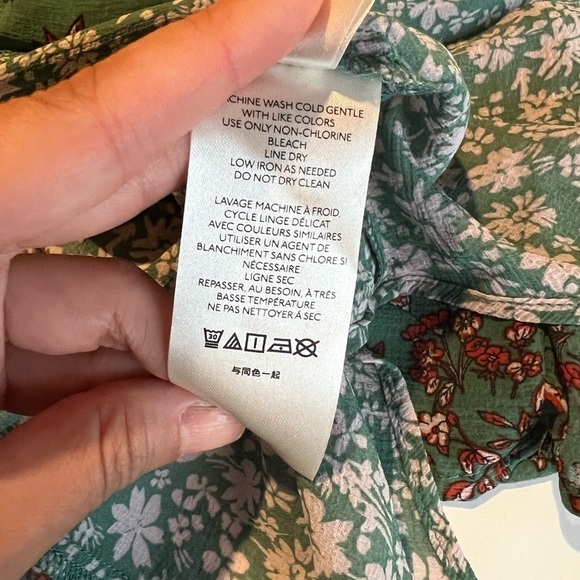 ACHINE WASH COLD GENTLE
WITH LIKE COLORS
USE ONLY NON-CHLORINE
BLEACH
LINE DRY
LOW IRON AS NEEDED
DO NOT DRY CLEAN
LAVAGE MACHINE À FROID,
CYCLE LINGE DÉLICAT
AVEC COULEURS SIMILAIRES
UTILISER UN AGENT DE
BLANCHIMENT SANS CHLORE SI
NÉCESSAIRE
LIGNE SEC
REPASSER, AU BESOIN, À TRÉS
BASSE TEMPÉRATURE
NE PAS NETTOYER À SEC
30
与同色一起